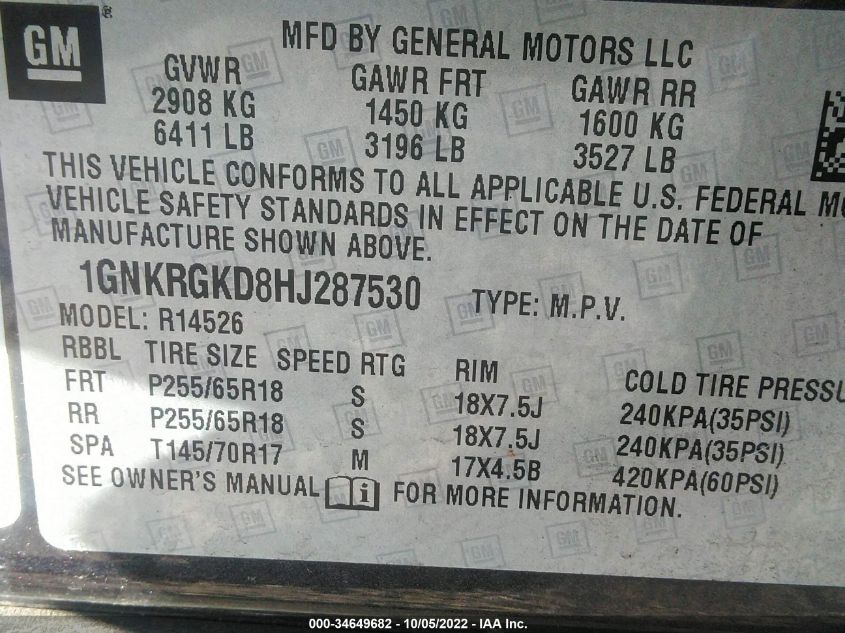 GM
MFD BY GENERAL MOTORS LLC
GVWR GAWR FRT GAWR RR
2908 KG 1450 KG 1600 KG
6411 LB 3196 LB 3527 LB
THIS VEHICLE CONFORMS TO ALL APPLICABLE U.S. FEDERAL MO
VEHICLE SAFETY STANDARDS IN EFFECT ON THE DATE OF
MANUFACTURE SHOWN ABOVE.
1GNKRGKD8HJ287530 TYPE: M.P.V.
MODEL: R14526
RBBL TIRE SIZE SPEED RTG RIM COLD TIRE PRESSU
FRT P255/65R18 S 18X7.5J 240KPA(35PSI)
RR P255/65R18 S 18X7.5J 240KPA(35PSI)
SPA T145/70R17 M 17X4.5B 420KPA(60PSI)
SEE OWNER'S MANUAL i FOR MORE INFORMATION.
000-34649682 - 10/05/2022 - IAA Inc.